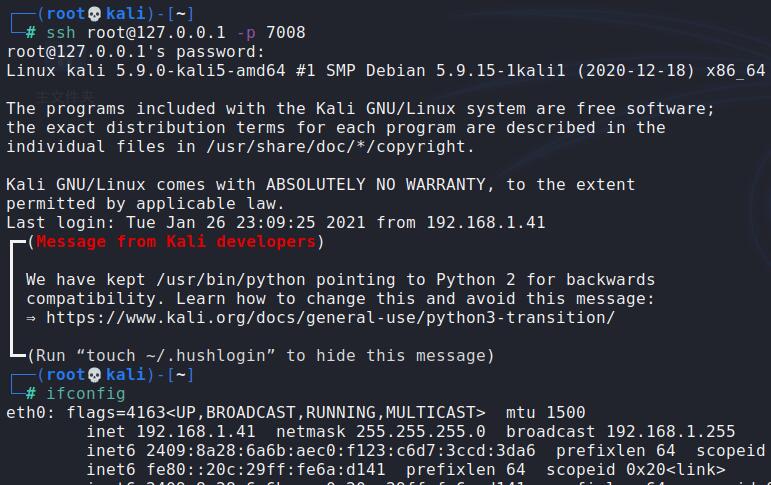 ┌──(root💀kali)-[~]
└─# ssh root@127.0.0.1 -p 7008
root@127.0.0.1's password:
Linux kali 5.9.0-kali5-amd64 #1 SMP Debian 5.9.15-1kali1 (2020-12-18) x86_64
主文件夹
The programs included with the Kali GNU/Linux system are free software;
the exact distribution terms for each program are described in the
individual files in /usr/share/doc/*/copyright.
Kali GNU/Linux comes with ABSOLUTELY NO WARRANTY, to the extent
permitted by applicable law.
Last login: Tue Jan 26 23:09:25 2021 from 192.168.1.41
┏━(Message from Kali developers)
┃ We have kept /usr/bin/python pointing to Python 2 for backwards
┃ compatibility. Learn how to change this and avoid this message:
┃ ⇒ https://www.kali.org/docs/general-use/python3-transition/
┗━(Run “touch ~/.hushlogin” to hide this message)
┌──(root💀kali)-[~]
└─# ifconfig
eth0: flags=4163<UP,BROADCAST,RUNNING,MULTICAST>  mtu 1500
        inet 192.168.1.41  netmask 255.255.255.0  broadcast 192.168.1.255
        inet6 2409:8a28:6a6b:aec0:f123:c6d7:3ccd:3da6  prefixlen 64  scopeid
        inet6 fe80::20c:29ff:fe6a:d141  prefixlen 64  scopeid 0x20<link>